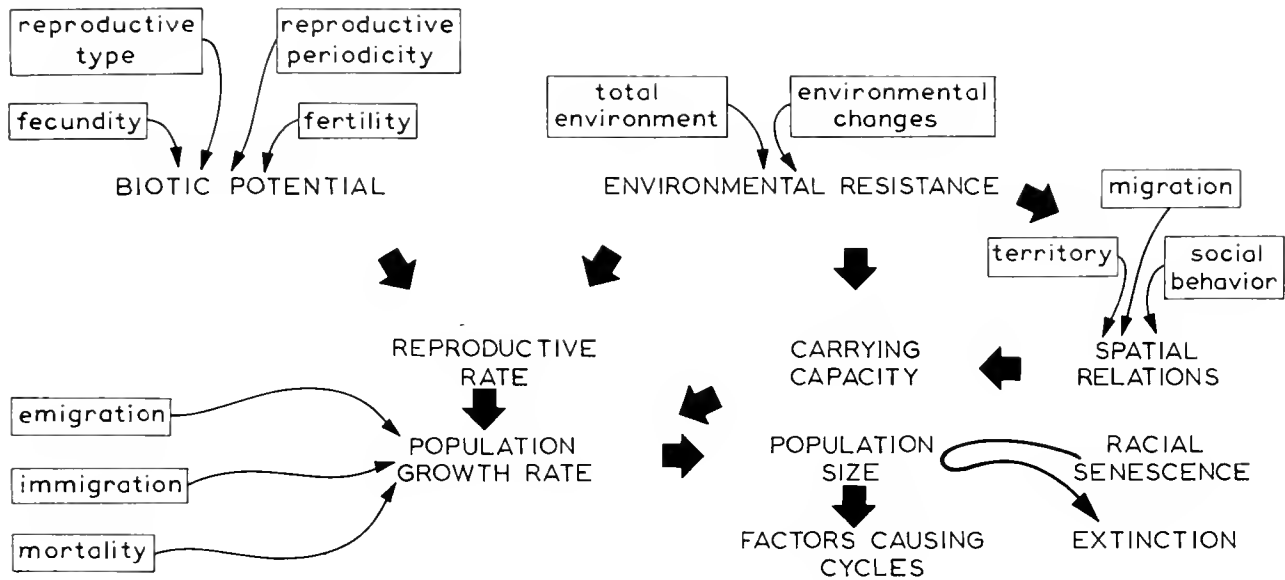 reproductive
type
reproductive
periodicity
fecundity
fertility
BIOTIC POTENTIAL
total
environment
environmental
changes
ENVIRONMENTAL RESISTANCE
migration
territory
social
behavior
REPRODUCTIVE
RATE
CARRYING
CAPACITY
SPATIAL
RELATIONS
emigration
immigration
mortality
POPULATION
GROWTH RATE
POPULATION
SIZE
RACIAL
SENESCENCE
FACTORS CAUSING
CYCLES
EXTINCTION